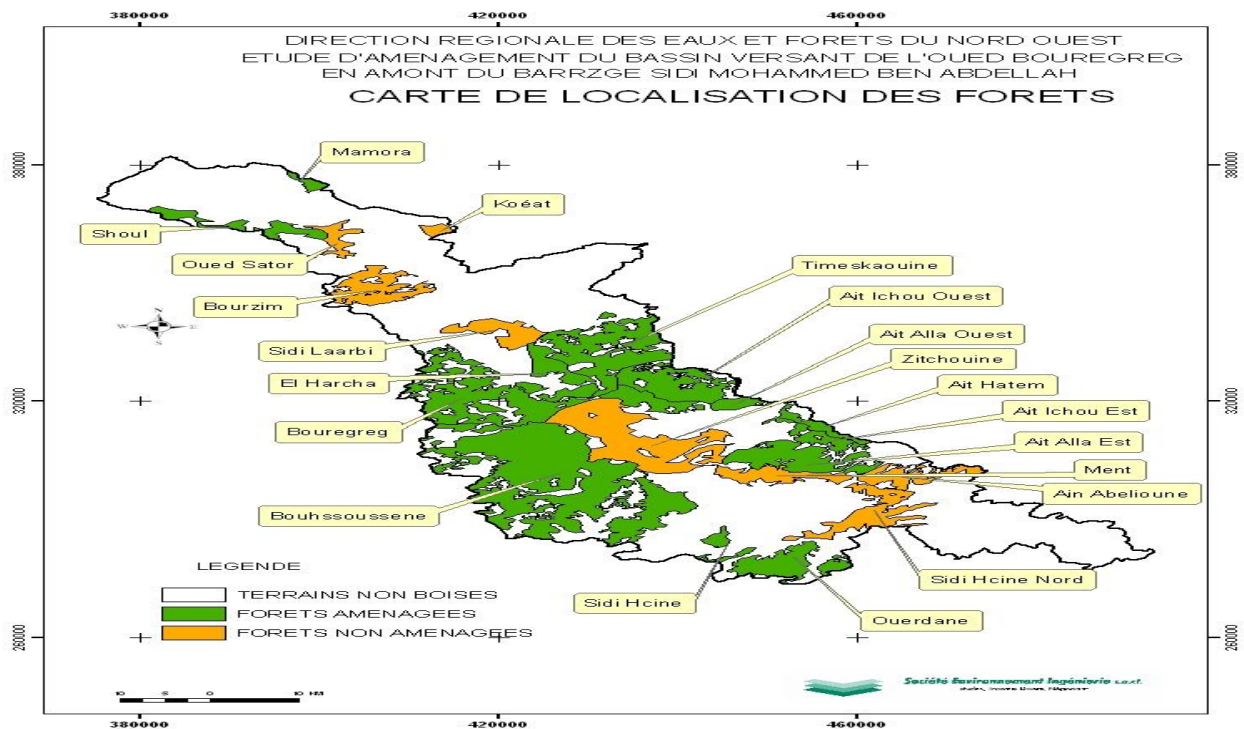 380000 420000 460000
DIRECTION REGIONALE DES EAUX ET FORETS DU NORD OUEST
ETUDE D'AMENAGEMENT DU BASSIN VERSANT DE L'OUED BOUREGREG
EN AMONT DU BARRZGE SIDI MOHAMMED BEN ABDELLAH
CARTE DE LOCALISATION DES FORETS
380000 380000
Mamora
Koéat
Shoul
Oued Sator
Timeskaouine
Bourzim
Ait Ichou Ouest
N
W E
S
Ait Alla Ouest
Sidi Laarbi
Zitchouine
El Harcha
Ait Hatem
320000 320000
Ait Ichou Est
Bouregreg
Ait Alla Est
Ment
Ain Abelioune
Bouhssoussene
LEGENDE
Sidi Hcine Nord
TERRAINS NON BOISES
Sidi Hcine
FORETS AMENAGEES
Ouerdane
FORETS NON AMENAGEES
260000 260000
Société Environnement Ingénierie s.a.r.l.
10 5 0 10 KM
380000 420000 460000